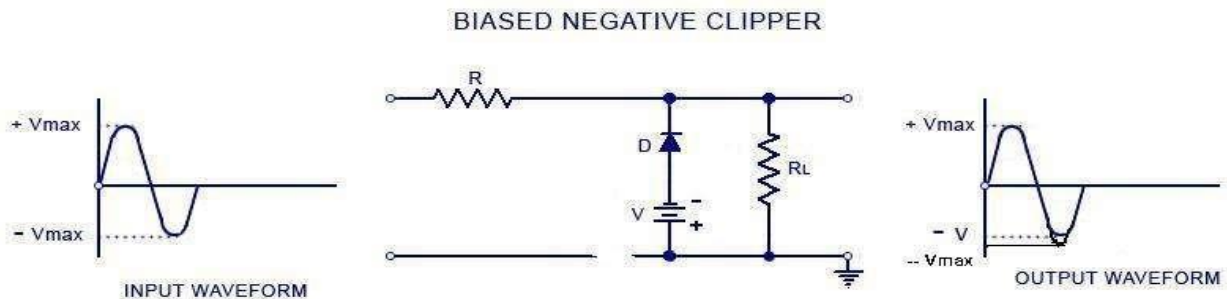 BIASED NEGATIVE CLIPPER
+ Vmax
- Vmax
INPUT WAVEFORM
R
D
V
-
+
RL
+ Vmax
- V
-- Vmax
OUTPUT WAVEFORM